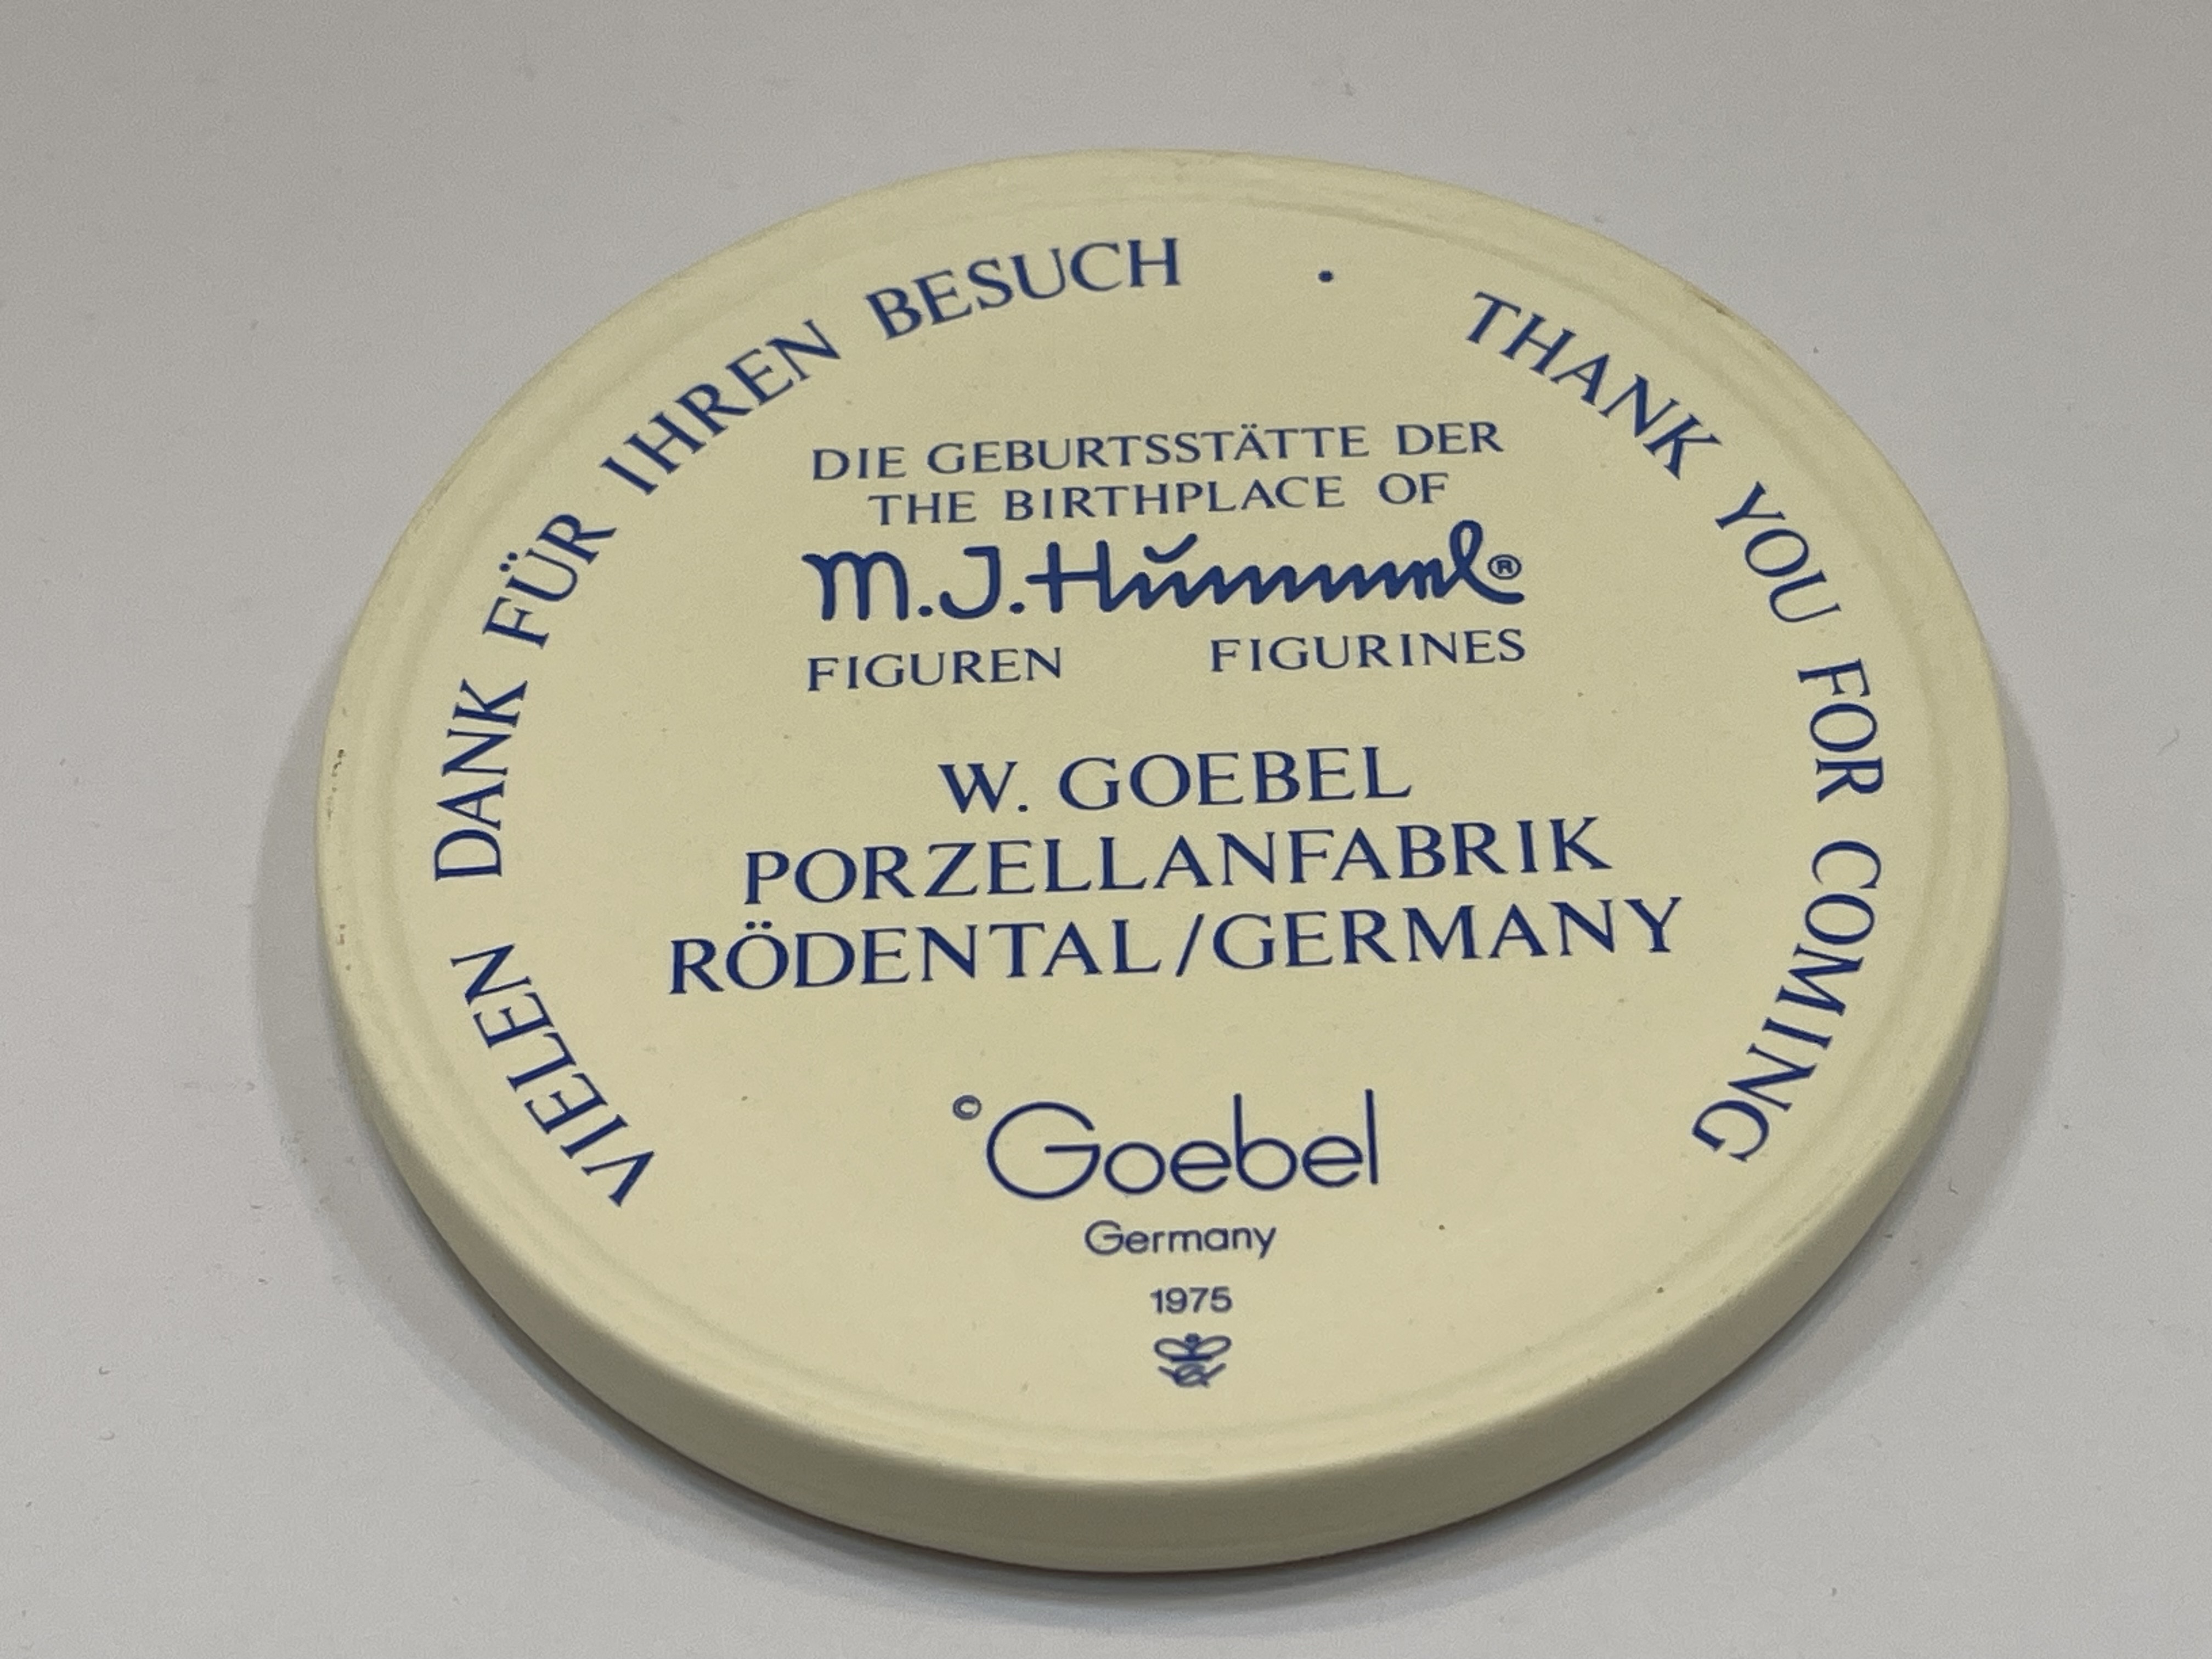 VIELEN DANK FÜR IHREN BESUCH · THANK YOU FOR COMING
DIE GEBURTSSTÄTTE DER
THE BIRTHPLACE OF
M.J. Hummel®
FIGUREN FIGURINES
W. GOEBEL
PORZELLANFABRIK
RÖDENTAL/GERMANY
© Goebel
Germany
1975